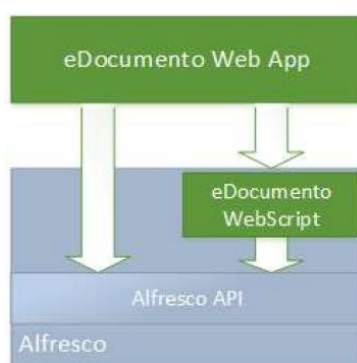 eDocumento Web App
eDocumento
WebScript
Alfresco API
Alfresco